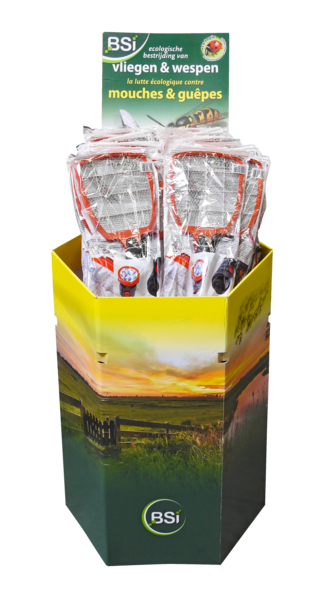 BSi
ecologische
bestrijding van
vliegen & wespen
la lutte écologique contre
mouches & guêpes
BSi